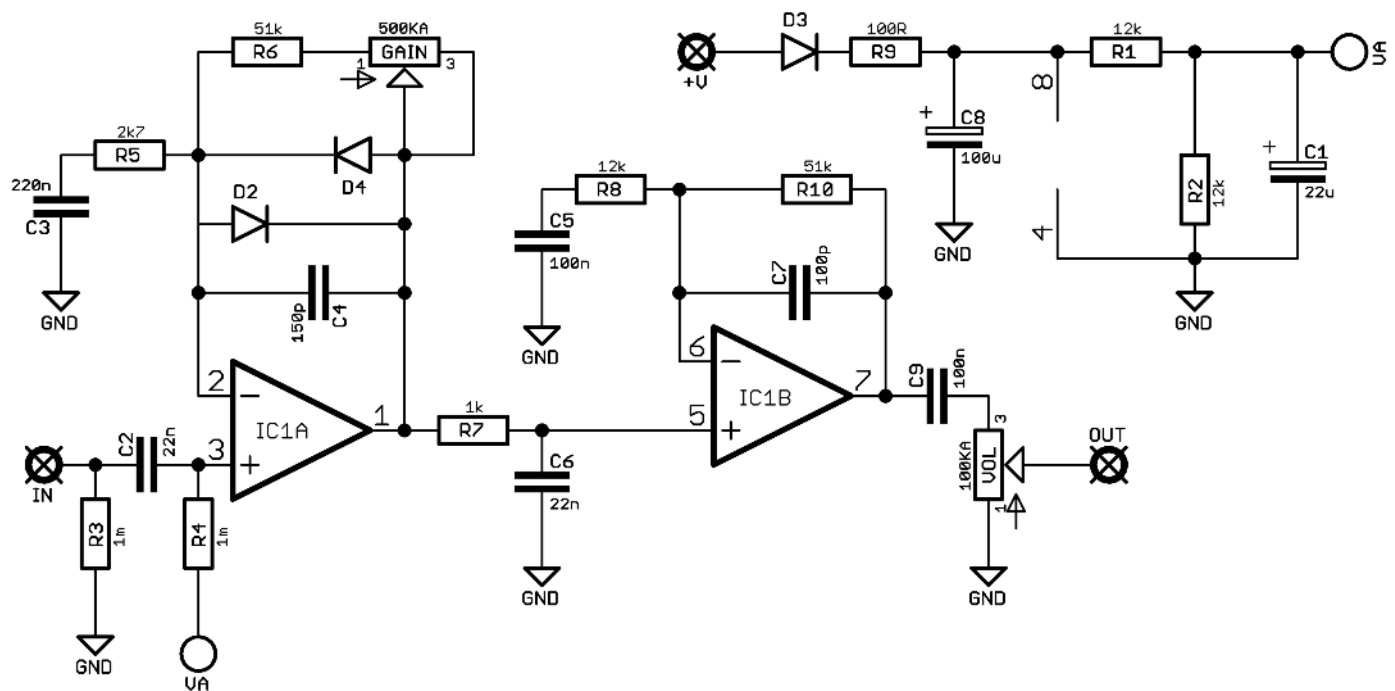 51k
R6
500KA
GAIN
1
3
D3
+V
100R
R9
12k
R1
VA
8
+
C8
100u
GND
4
R2
12k
+
C1
22u
GND
2k7
R5
220n
C3
GND
D4
D2
150p
C4
12k
R8
51k
R10
C5
100n
GND
C7
100p
2
-
IC1A
1
3
+
1k
R7
C6
22n
GND
6
-
IC1B
7
5
+
C9
100n
3
100KA
VOL
1
GND
OUT
IN
C2
22n
R3
1m
GND
R4
1m
VA